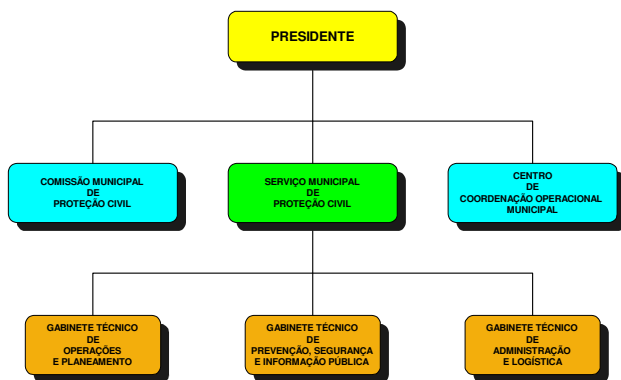 PRESIDENTE
COMISSÃO MUNICIPAL
DE
PROTEÇÃO CIVIL
SERVIÇO MUNICIPAL
DE
PROTEÇÃO CIVIL
CENTRO
DE
COORDENAÇÃO OPERACIONAL
MUNICIPAL
GABINETE TÉCNICO
DE
OPERAÇÕES
E PLANEAMENTO
GABINETE TÉCNICO
DE
PREVENÇÃO, SEGURANÇA
E INFORMAÇÃO PÚBLICA
GABINETE TÉCNICO
DE
ADMINISTRAÇÃO
E LOGÍSTICA